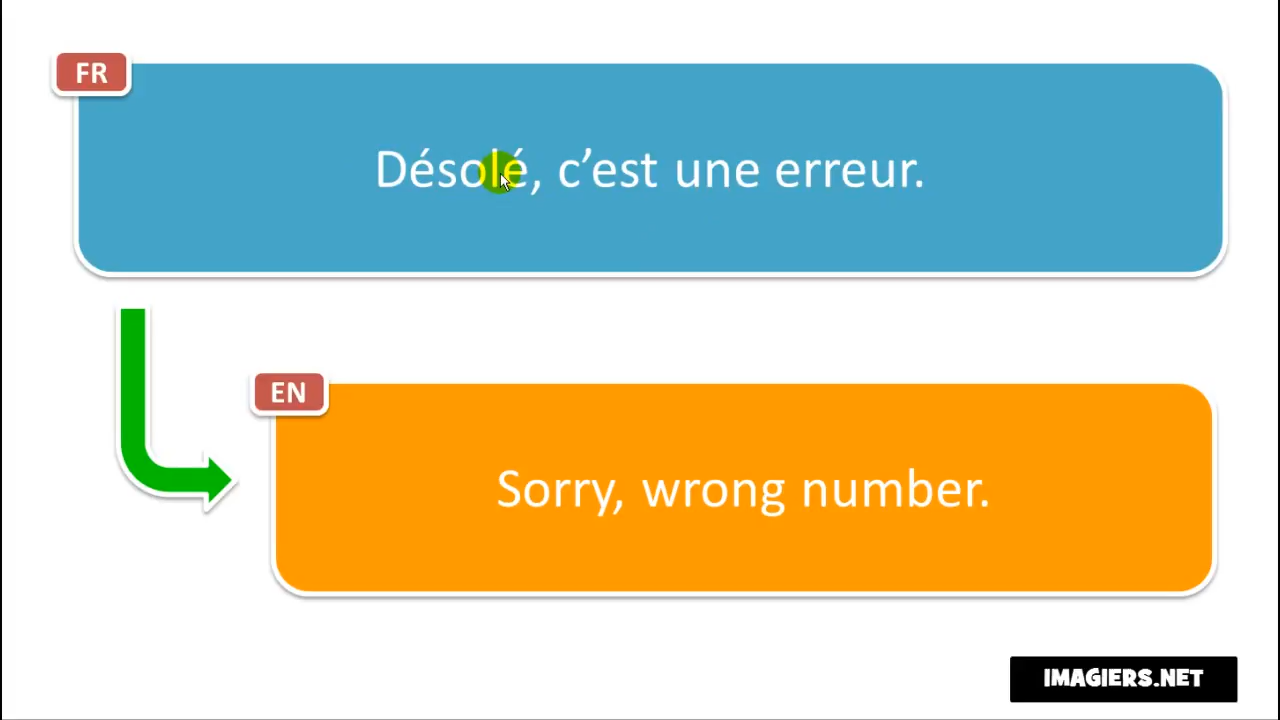 FR
Désolé, c’est une erreur.
EN
Sorry, wrong number.
IMAGIERS.NET